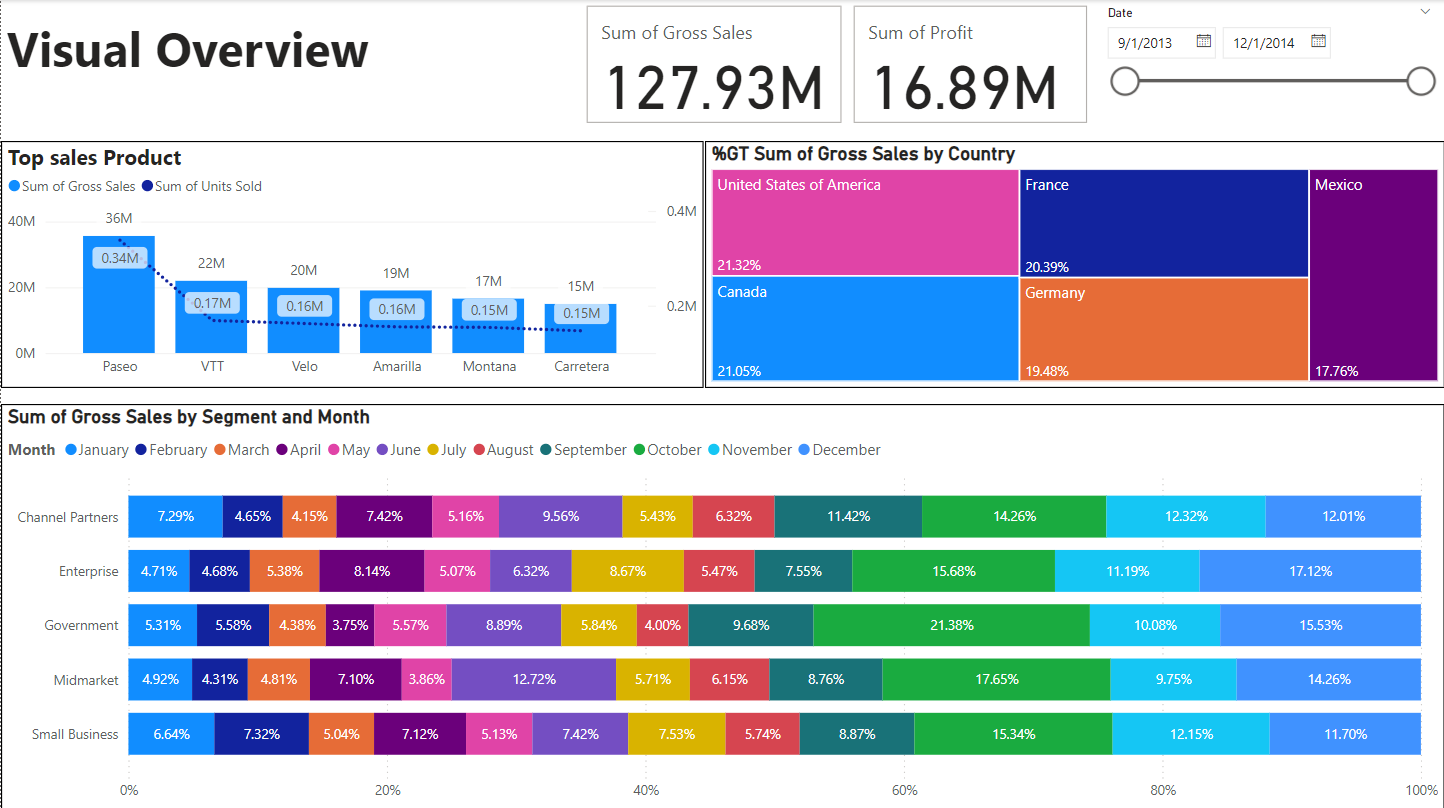 Visual Overview
Sum of Gross Sales
127.93M
Sum of Profit
16.89M
Date
9/1/2013
12/1/2014
Top sales Product
Sum of Gross Sales Sum of Units Sold
40M
20M
0M
0.4M
0.2M
36M
22M
20M
19M
17M
15M
0.34M
0.17M
0.16M
0.16M
0.15M
0.15M
Paseo
VTT
Velo
Amarilla
Montana
Carretera
%GT Sum of Gross Sales by Country
United States of America
21.32%
Canada
21.05%
France
20.39%
Germany
19.48%
Mexico
17.76%
Sum of Gross Sales by Segment and Month
Month January February March April May June July August September October November December
Channel Partners 7.29% 4.65% 4.15% 7.42% 5.16% 9.56% 5.43% 6.32% 11.42% 14.26% 12.32% 12.01%
Enterprise 4.71% 4.68% 5.38% 8.14% 5.07% 6.32% 8.67% 5.47% 7.55% 15.68% 11.19% 17.12%
Government 5.31% 5.58% 4.38% 3.75% 5.57% 8.89% 5.84% 4.00% 9.68% 21.38% 10.08% 15.53%
Midmarket 4.92% 4.31% 4.81% 7.10% 3.86% 12.72% 5.71% 6.15% 8.76% 17.65% 9.75% 14.26%
Small Business 6.64% 7.32% 5.04% 7.12% 5.13% 7.42% 7.53% 5.74% 8.87% 15.34% 12.15% 11.70%
0% 20% 40% 60% 80% 100%